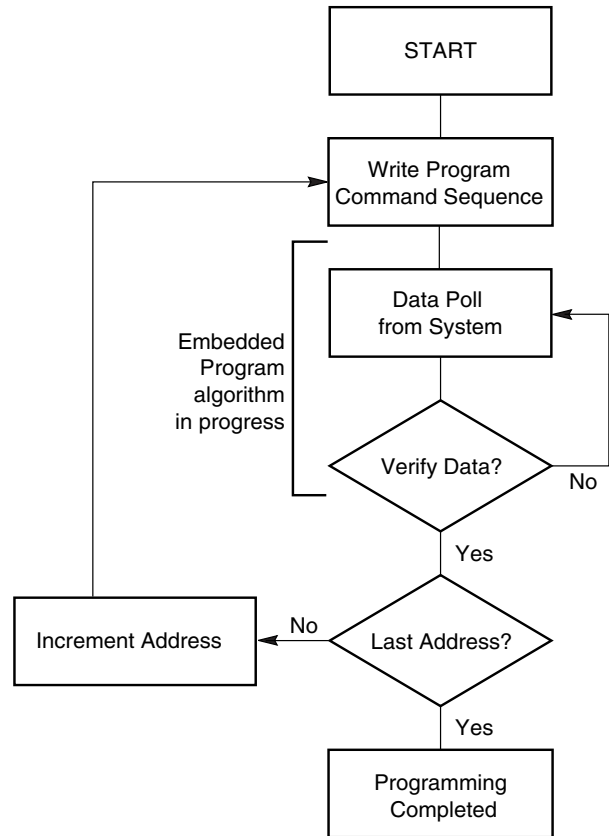 START
Write Program
Command Sequence
Data Poll
from System
Embedded
Program
algorithm
in progress
Verify Data?
No
Yes
Increment Address
No
Last Address?
Yes
Programming
Completed